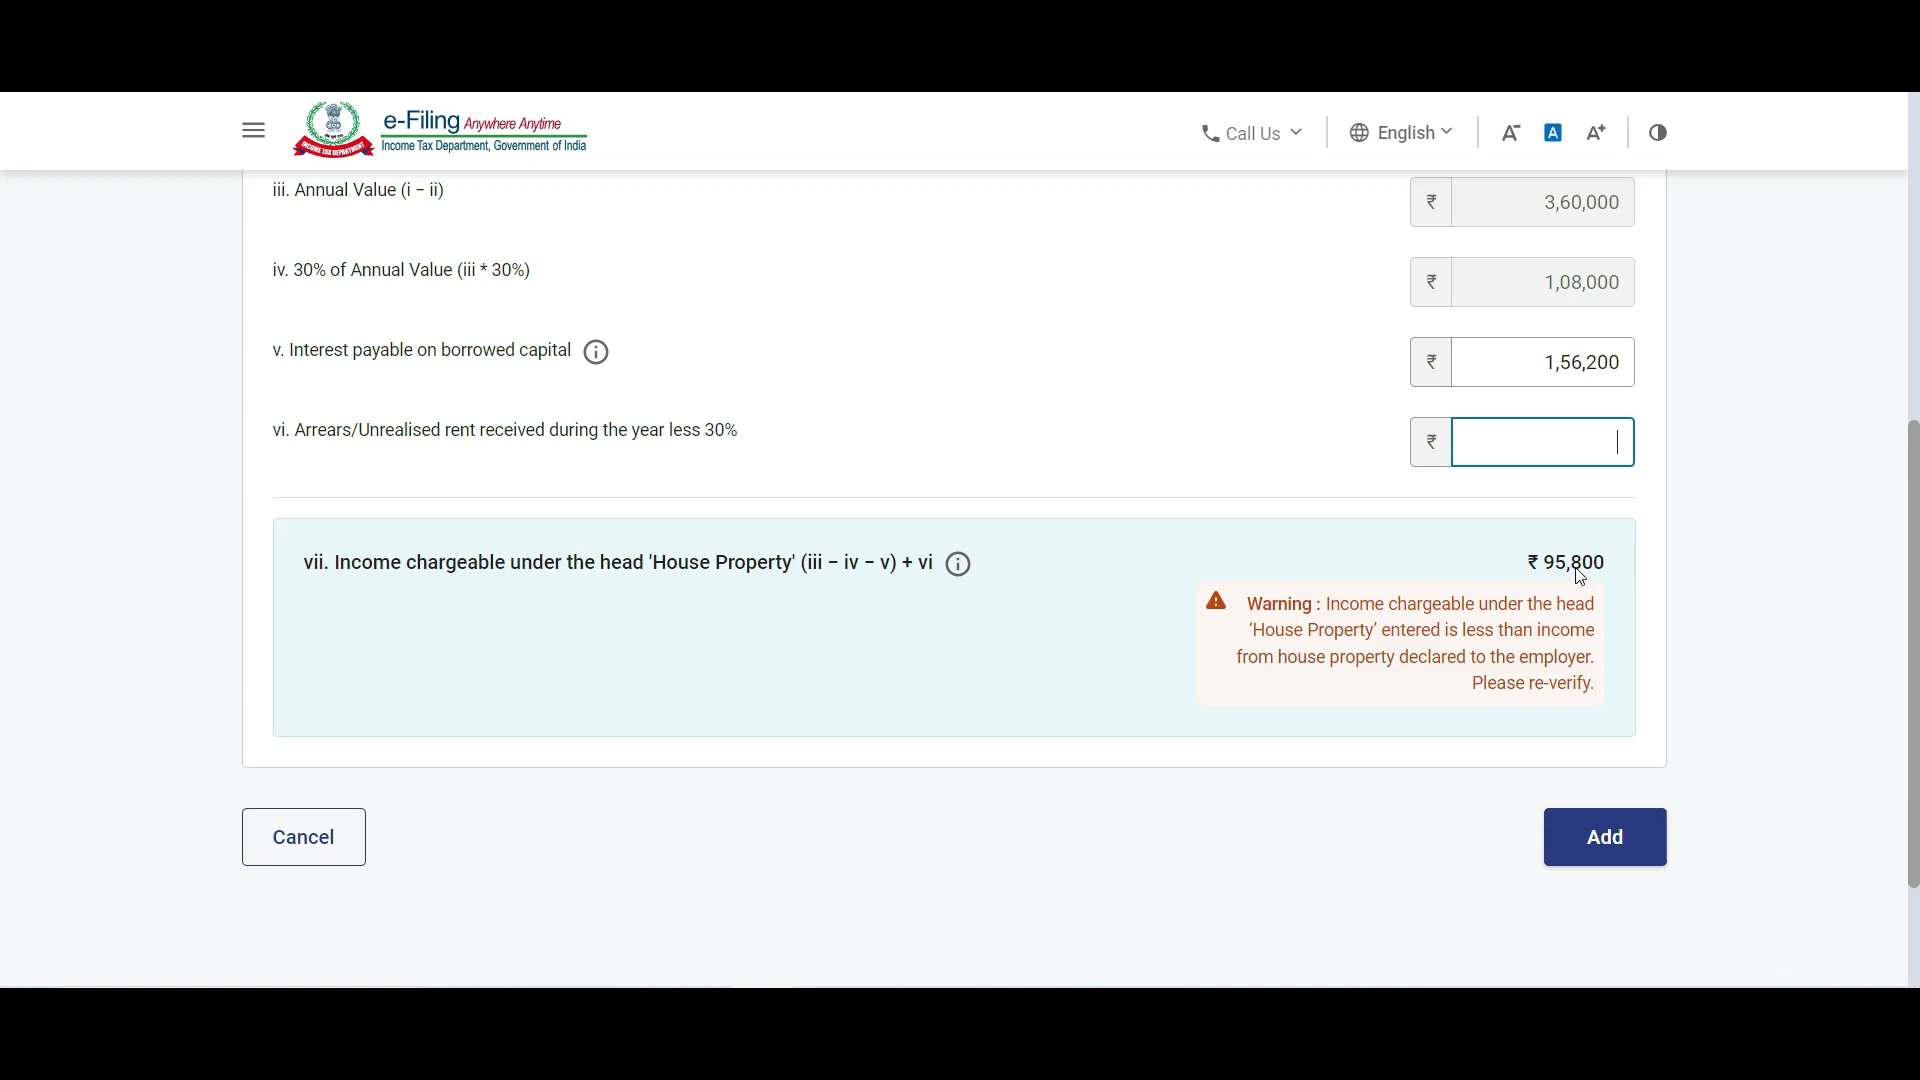 e-Filing Anywhere Anytime
Income Tax Department, Government of India
INCOME TAX DEPARTMENT
Call Us
English
A-
A
A+
iii. Annual Value (i − ii)
₹ 3,60,000
iv. 30% of Annual Value (iii * 30%)
₹ 1,08,000
v. Interest payable on borrowed capital
₹ 1,56,200
vi. Arrears/Unrealised rent received during the year less 30%
₹
vii. Income chargeable under the head 'House Property' (iii − iv − v) + vi
₹ 95,800
Warning : Income chargeable under the head
‘House Property’ entered is less than income
from house property declared to the employer.
Please re-verify.
Cancel
Add